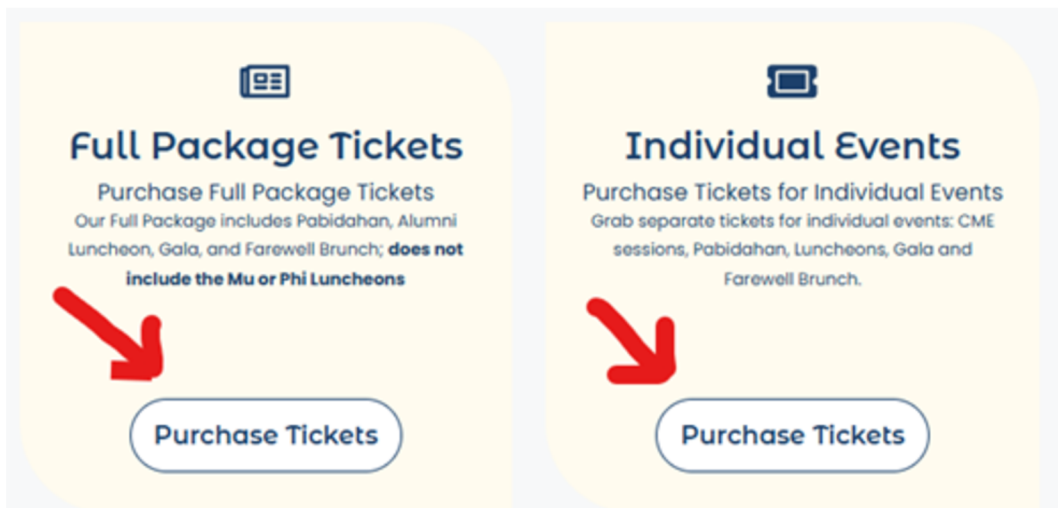 Full Package Tickets
Purchase Full Package Tickets
Our Full Package includes Pabidahan, Alumni
Luncheon, Gala, and Farewell Brunch; does not
include the Mu or Phi Luncheons
Purchase Tickets
Individual Events
Purchase Tickets for Individual Events
Grab separate tickets for individual events: CME
sessions, Pabidahan, Luncheons, Gala and
Farewell Brunch.
Purchase Tickets